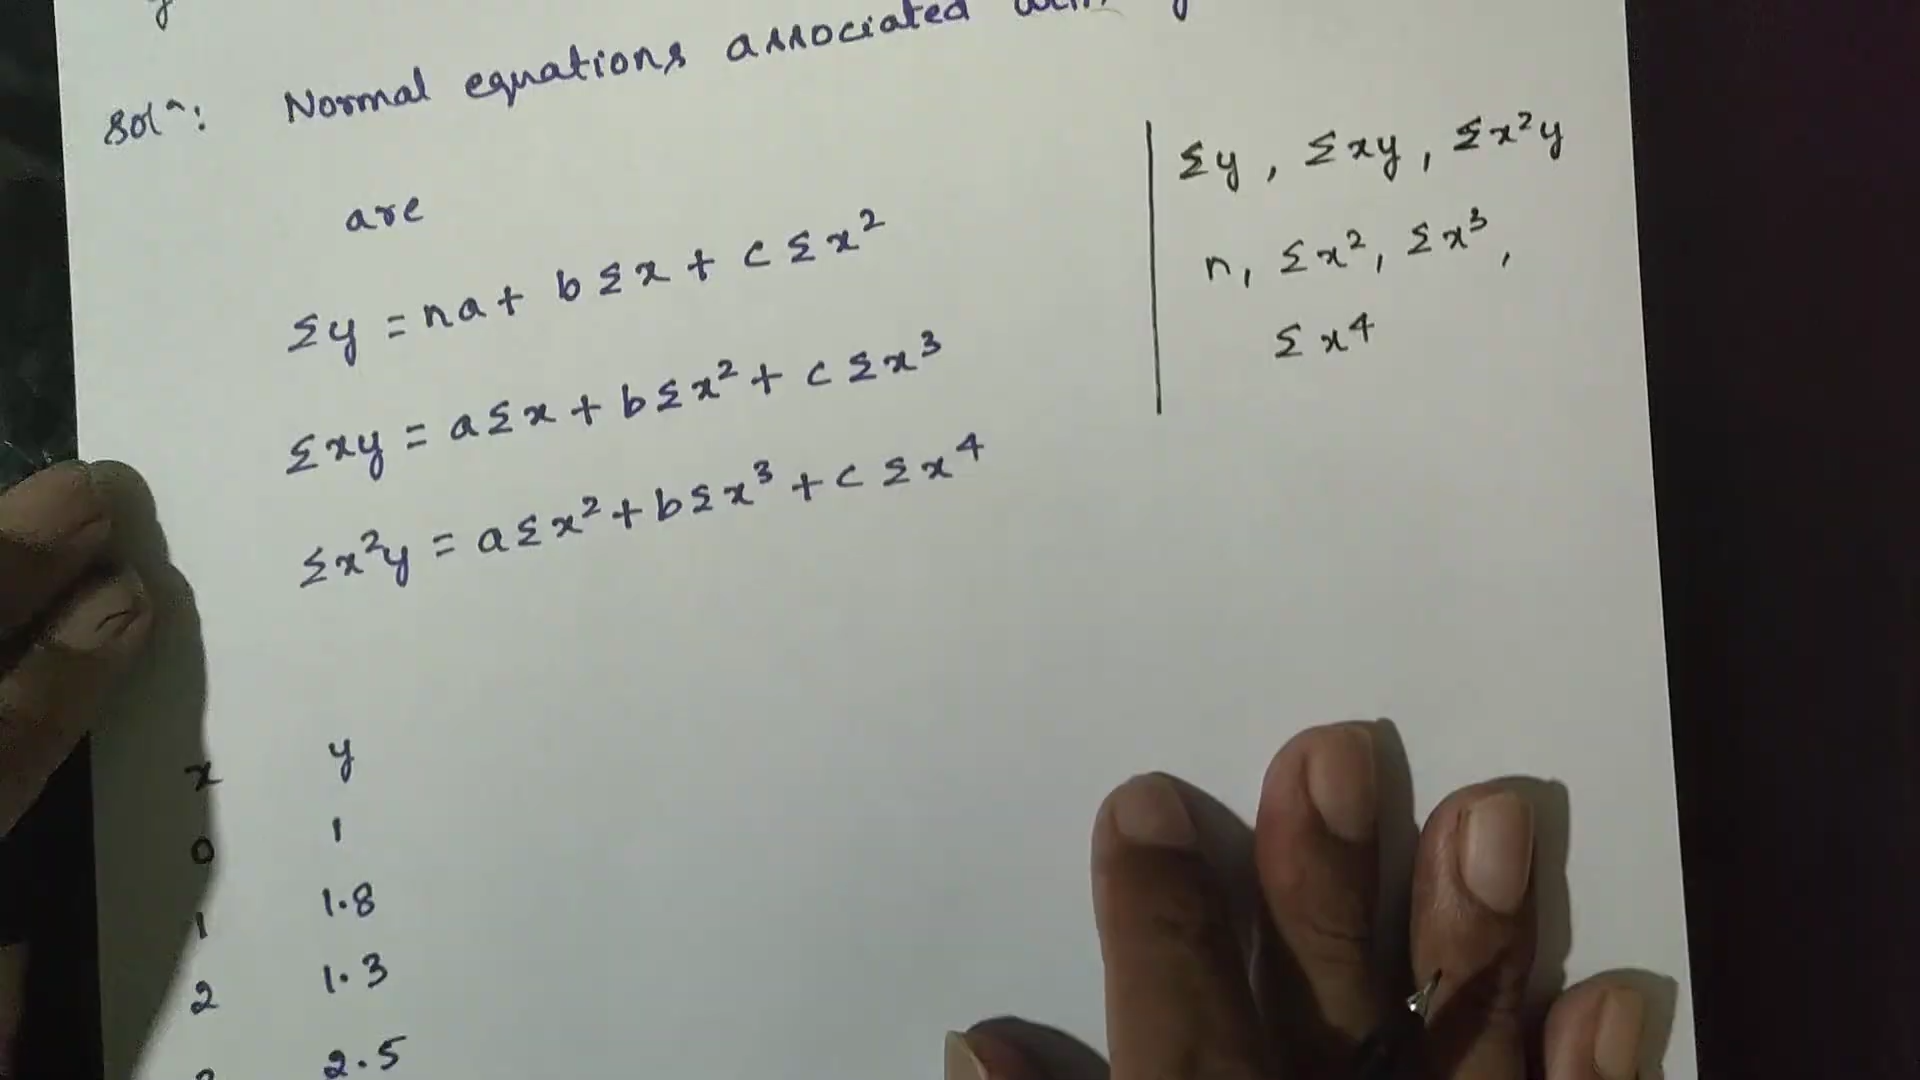 Solⁿ: Normal equations associated
are
Σy = na + bΣx + cΣx²
Σxy = aΣx + bΣx² + cΣx³
Σx²y = aΣx² + bΣx³ + cΣx⁴
Σy, Σxy, Σx²y
n, Σx², Σx³,
Σx⁴
x y
0 1
1 1.8
2 1.3
2.5